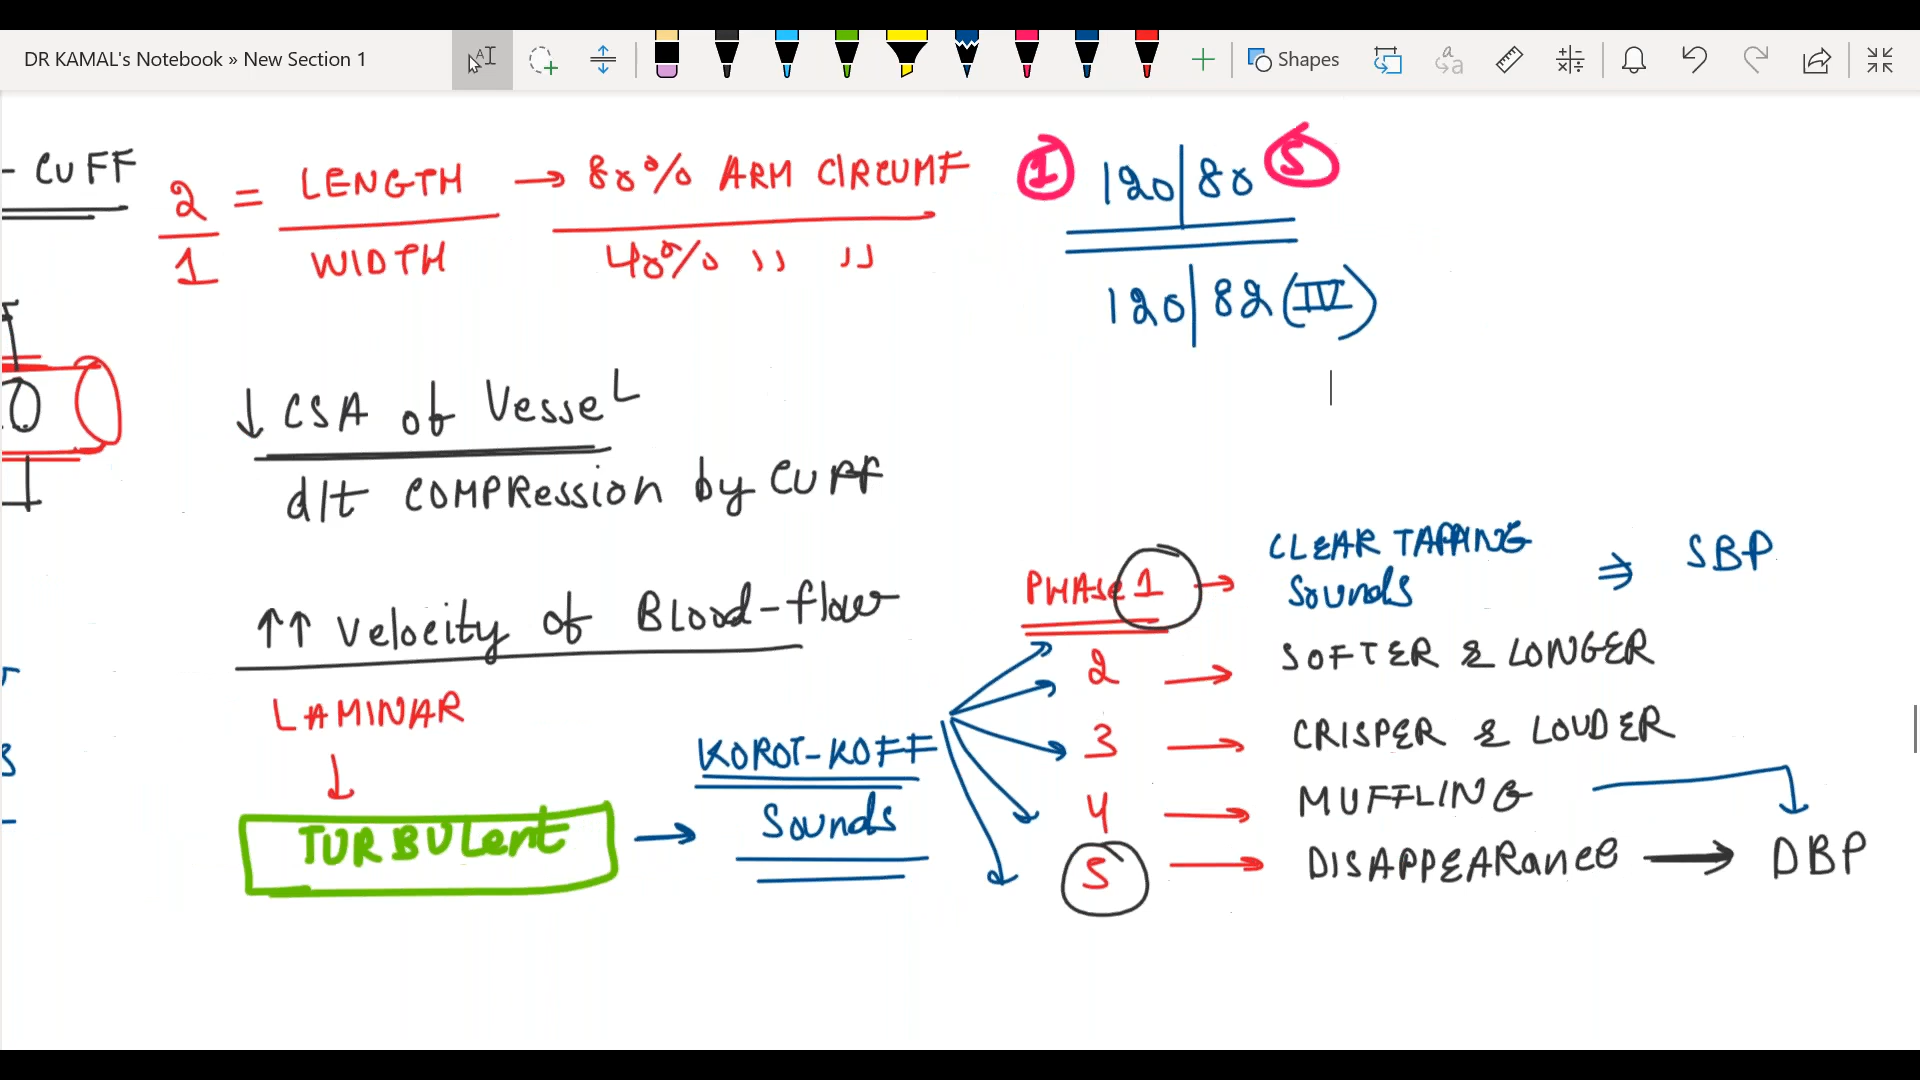 DR KAMAL's Notebook » New Section 1
Shapes
- CUFF
2 = LENGTH → 80% ARM CIRCUMF
1 WIDTH 40% ,, ,,
1 120/80 5
120/82 (IV)
↓ CSA of Vessel
d/t COMPRession by CUFF
↑↑ Velocity of Blood-flow
LAMINAR
↓
TURBULent → KOROT-KOFF
Sounds
PHASE 1 → CLEAR TAPPING
Sounds ⇒ SBP
2 → SOFTER & LONGER
3 → CRISPER & LOUDER
4 → MUFFLING
5 → DISAPPEARance → DBP